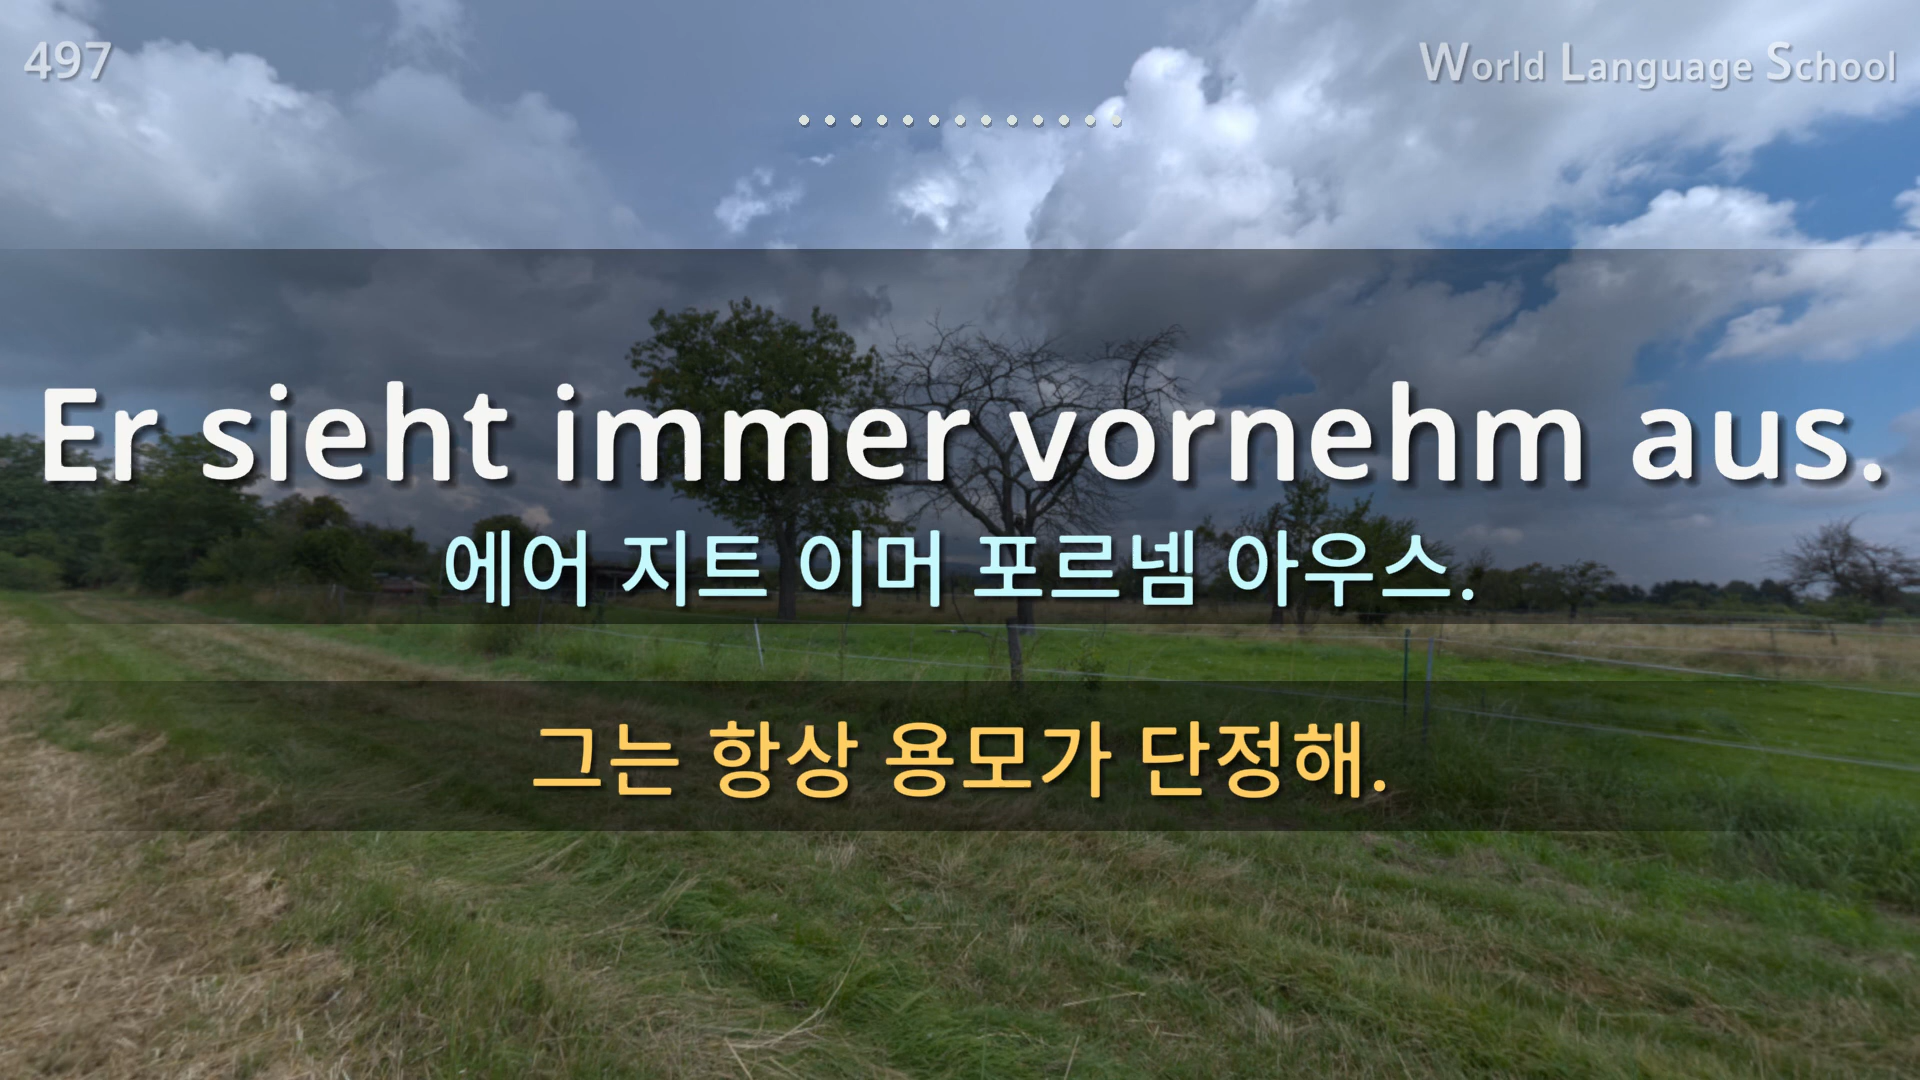 497
World Language School
Er sieht immer vornehm aus.
에어 지트 이머 포르넴 아우스.
그는 항상 용모가 단정해.